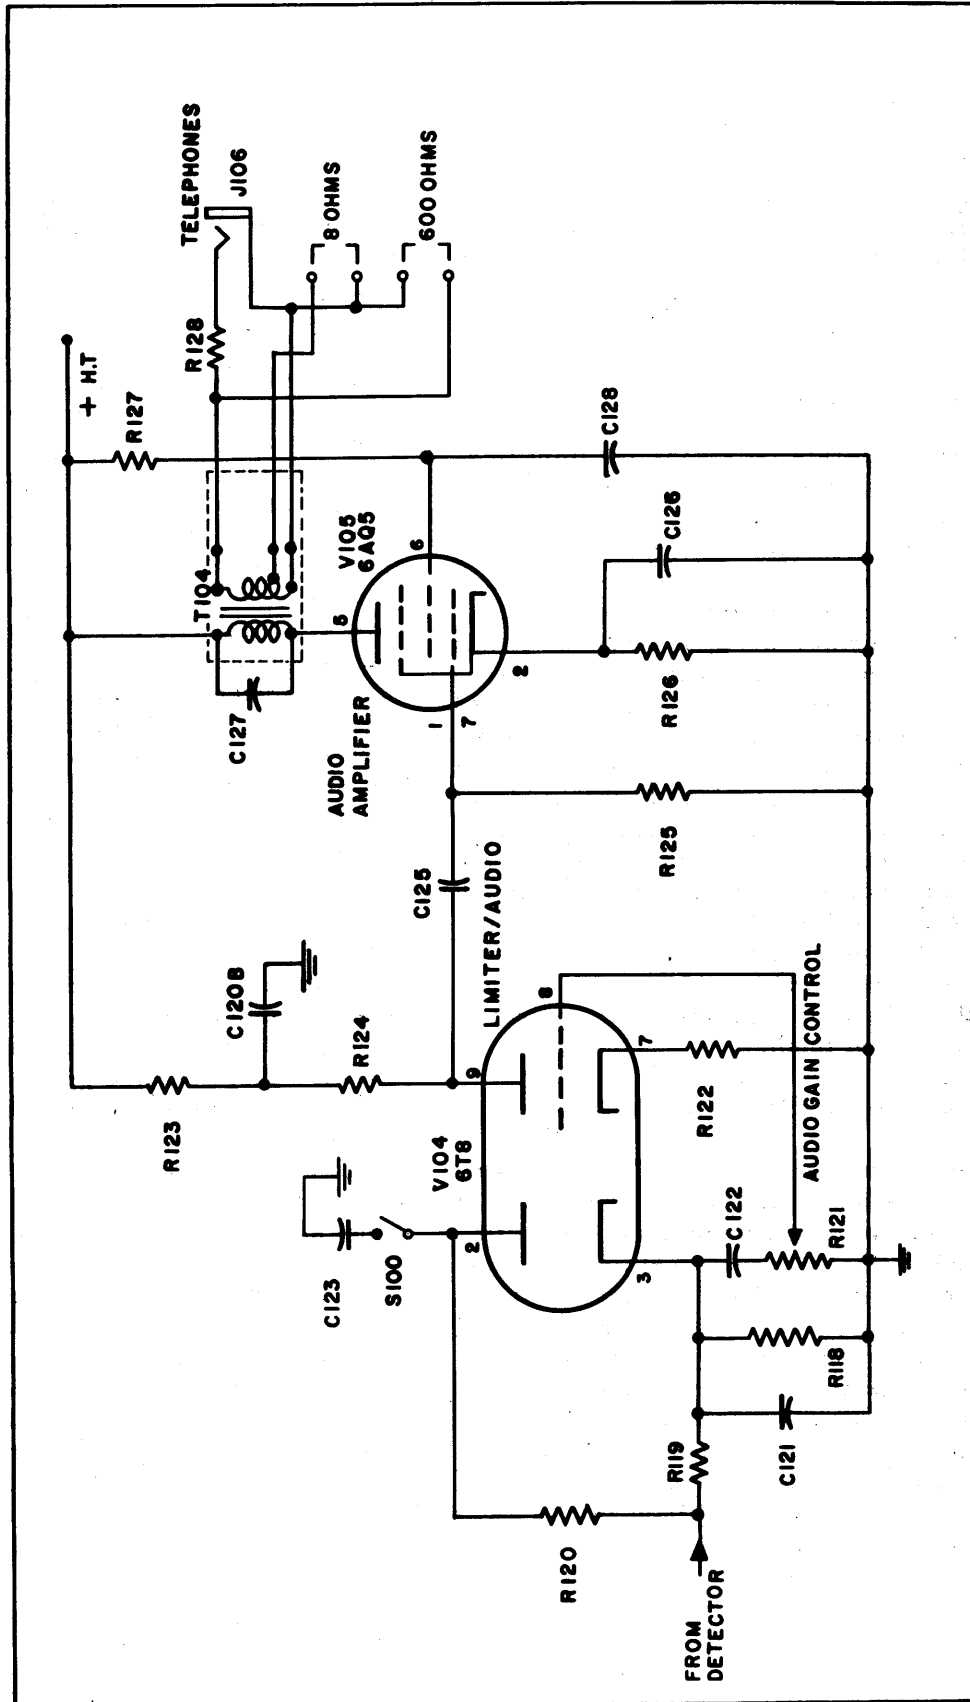 TELEPHONES
J106
8 OHMS
600 OHMS
R128
+ H.T
R127
C128
T104
V105
6AQ5
6
5
C126
C127
AUDIO
AMPLIFIER
1
7
2
R126
R125
C125
LIMITER/AUDIO
C120B
R124
R123
9
8
7
R122
AUDIO GAIN CONTROL
V104
6T8
C123
S100
2
3
C122
R121
R118
R119
C121
R120
FROM
DETECTOR